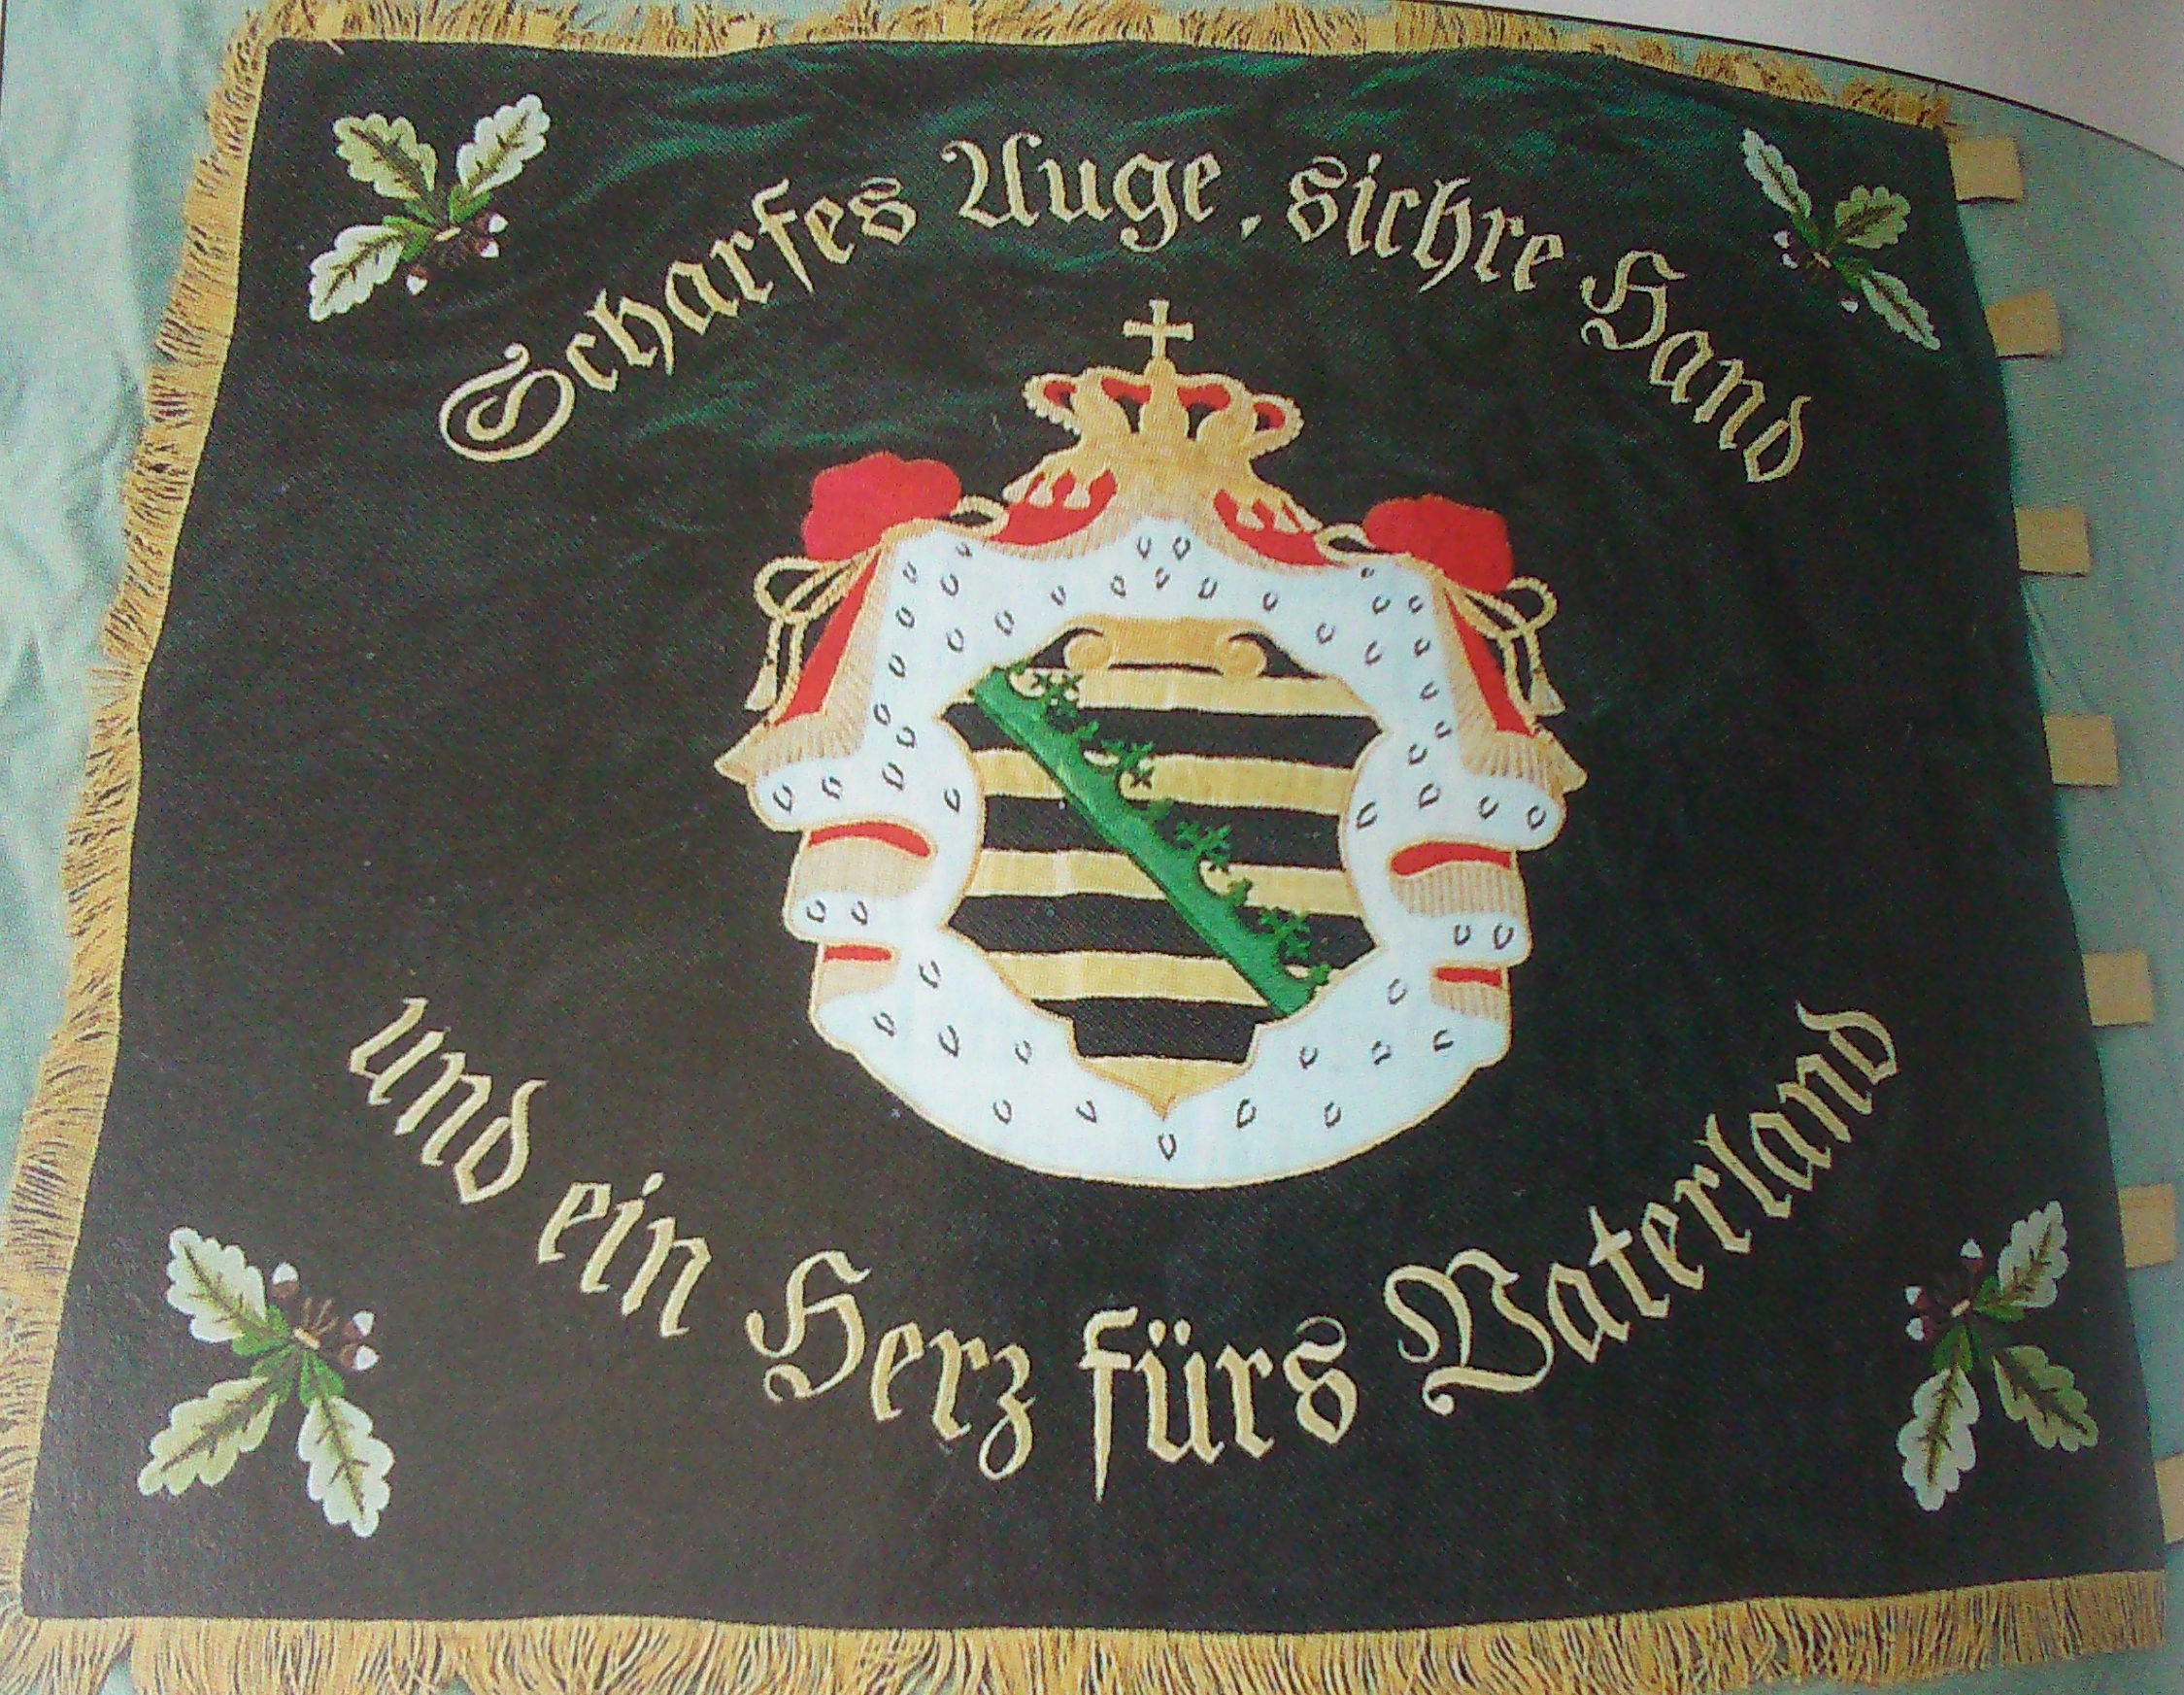 Scharfes Auge, sichre Hand
und ein Herz fürs Vaterland